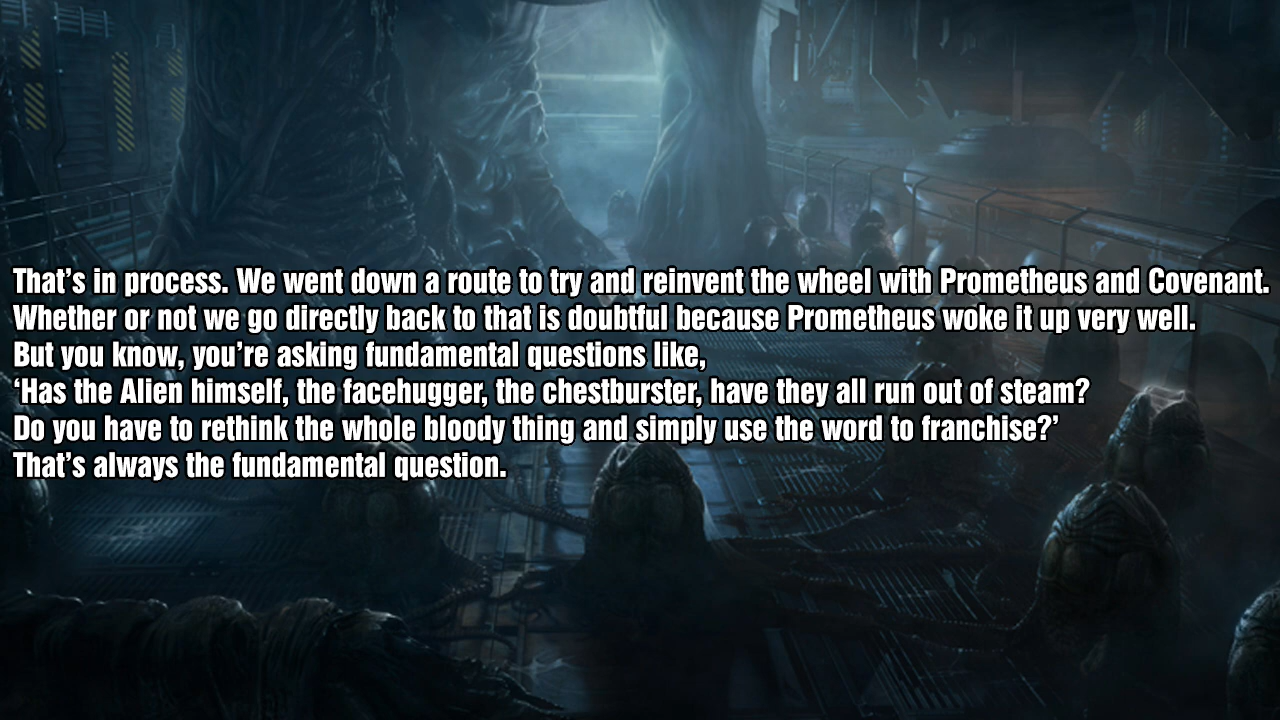 That’s in process. We went down a route to try and reinvent the wheel with Prometheus and Covenant.
Whether or not we go directly back to that is doubtful because Prometheus woke it up very well.
But you know, you’re asking fundamental questions like,
‘Has the Alien himself, the facehugger, the chestburster, have they all run out of steam?
Do you have to rethink the whole bloody thing and simply use the word to franchise?’
That’s always the fundamental question.